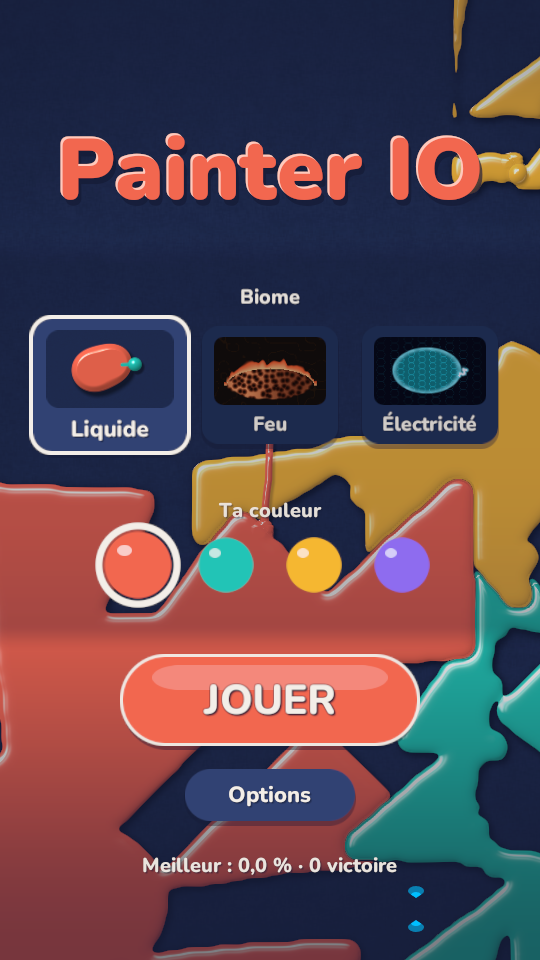 Painter IO
Biome
Liquide
Feu
Électricité
Ta couleur
JOUER
Options
Meilleur : 0,0 % · 0 victoire